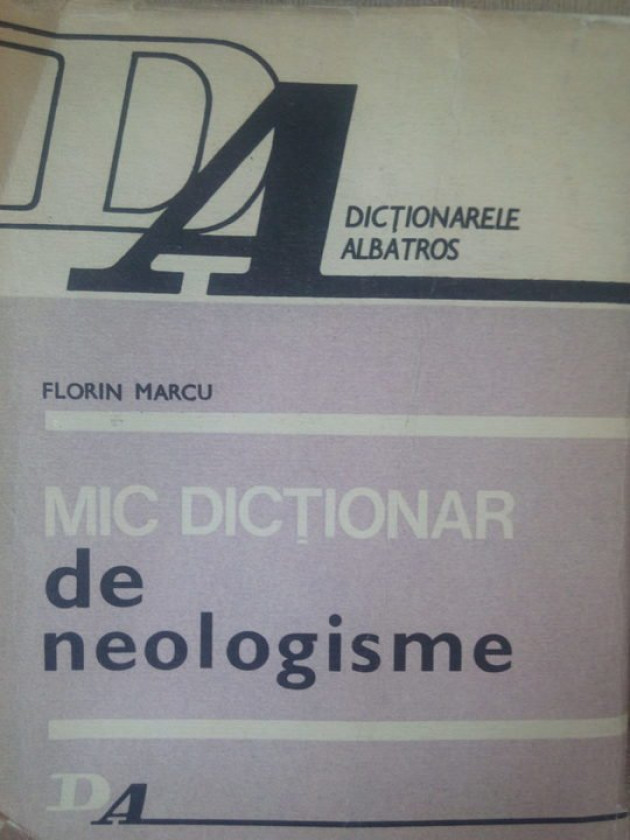 DA
DICȚIONARELE
ALBATROS
FLORIN MARCU
MIC DICȚIONAR
de
neologisme
DA